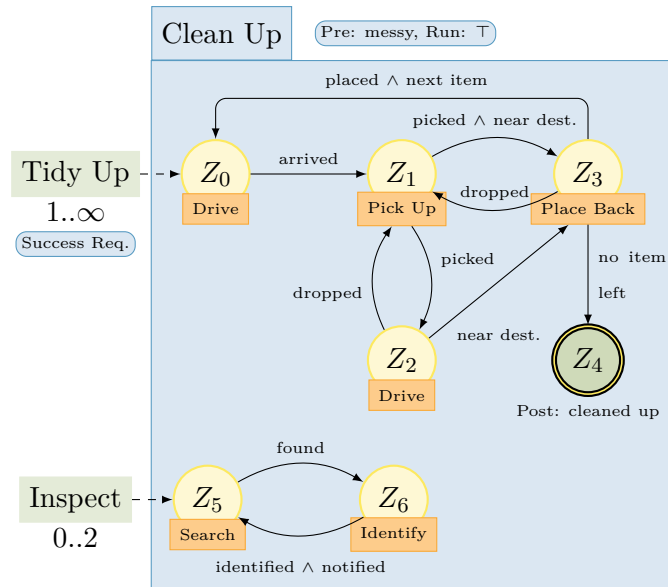 Clean Up
Pre: messy, Run: ⊤
placed ∧ next item
picked ∧ near dest.
Tidy Up
1..∞
Success Req.
Z0
Drive
arrived
Z1
Pick Up
dropped
Z3
Place Back
dropped
picked
near dest.
no item
left
Z2
Drive
Z4
Post: cleaned up
Inspect
0..2
found
Z5
Search
Z6
Identify
identified ∧ notified